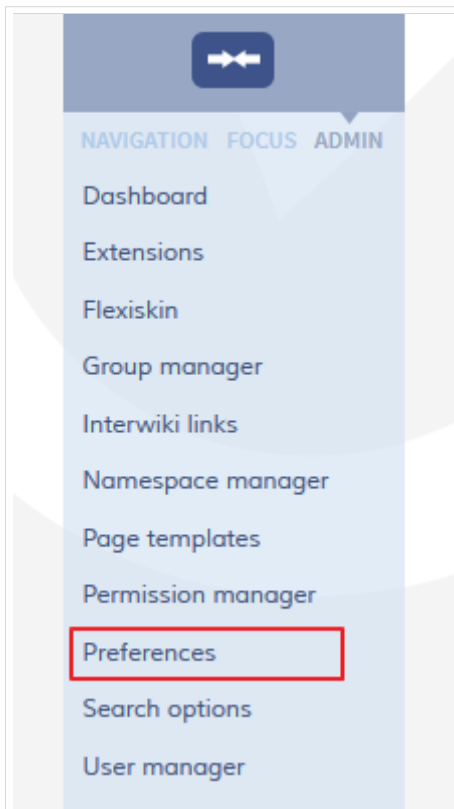 NAVIGATION FOCUS ADMIN
Dashboard
Extensions
Flexiskin
Group manager
Interwiki links
Namespace manager
Page templates
Permission manager
Preferences
Search options
User manager